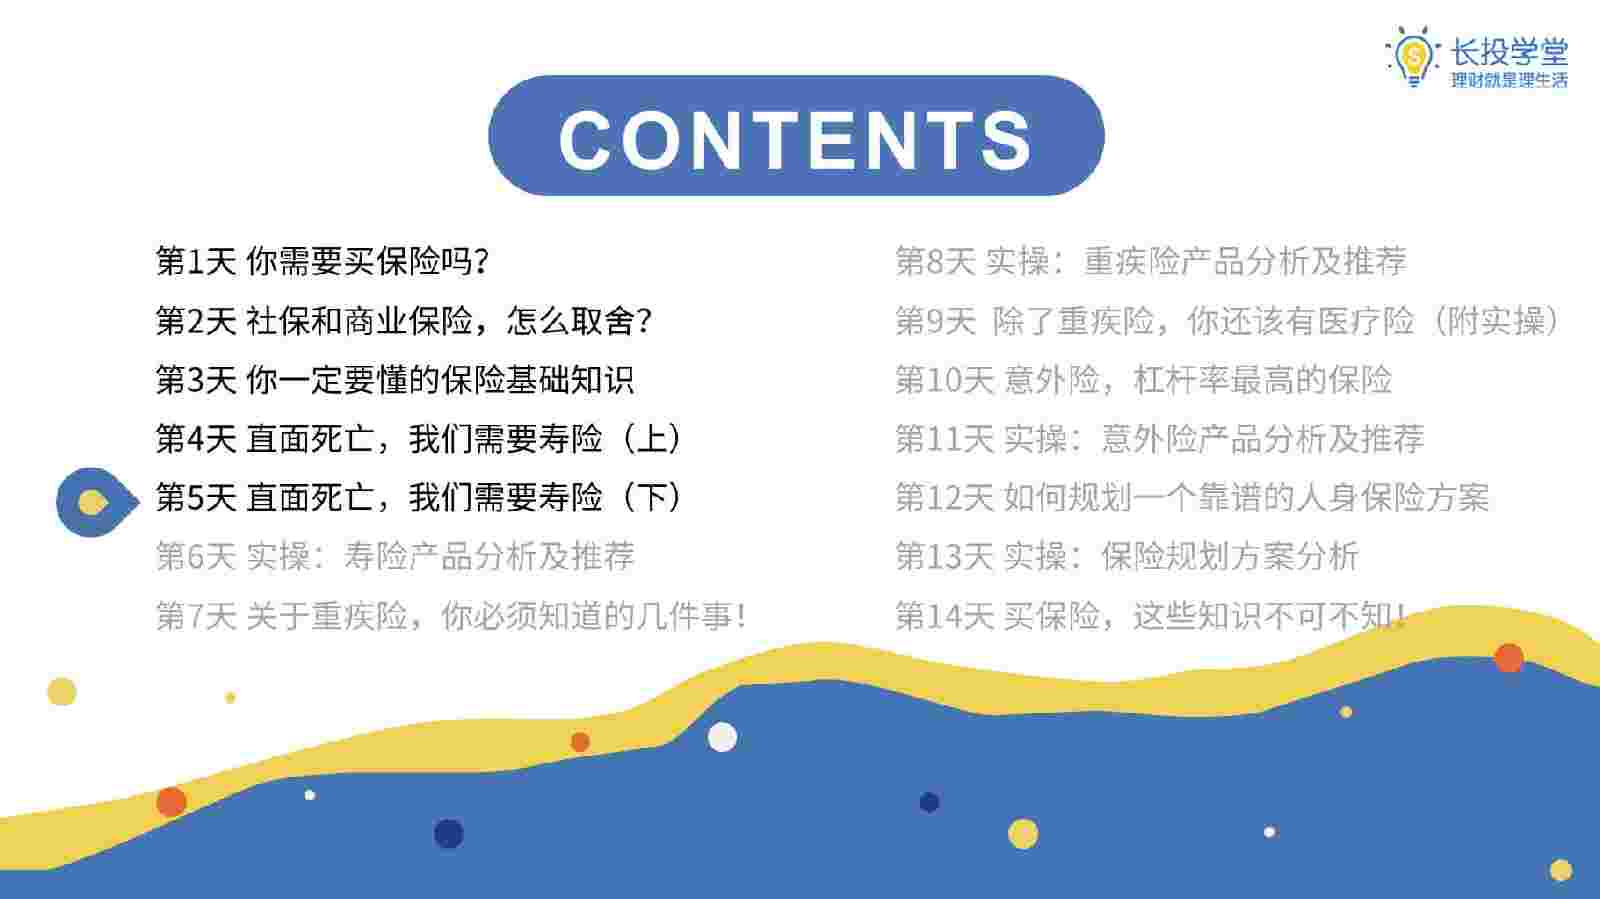 长投学堂
理财就是理生活
CONTENTS
第1天 你需要买保险吗？
第2天 社保和商业保险，怎么取舍？
第3天 你一定要懂的保险基础知识
第4天 直面死亡，我们需要寿险（上）
第5天 直面死亡，我们需要寿险（下）
第6天 实操：寿险产品分析及推荐
第7天 关于重疾险，你必须知道的几件事！
第8天 实操：重疾险产品分析及推荐
第9天 除了重疾险，你还该有医疗险（附实操）
第10天 意外险，杠杆率最高的保险
第11天 实操：意外险产品分析及推荐
第12天 如何规划一个靠谱的人身保险方案
第13天 实操：保险规划方案分析
第14天 买保险，这些知识不可不知！